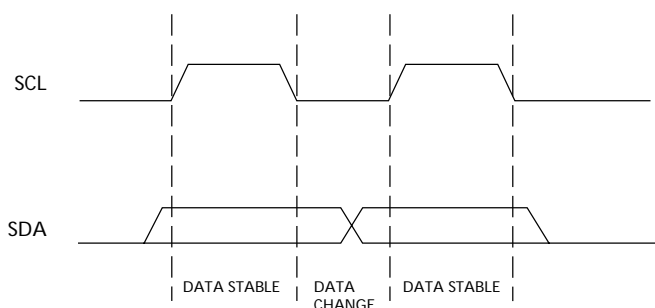 SCL
SDA
DATA STABLE
DATA
CHANGE
DATA STABLE